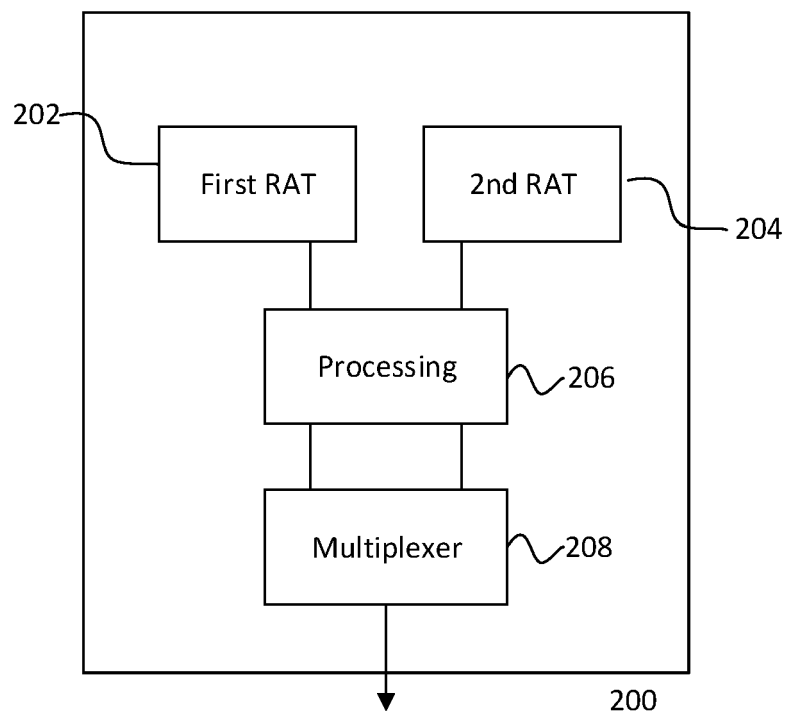 202
First RAT
2nd RAT
204
Processing
206
Multiplexer
208
200